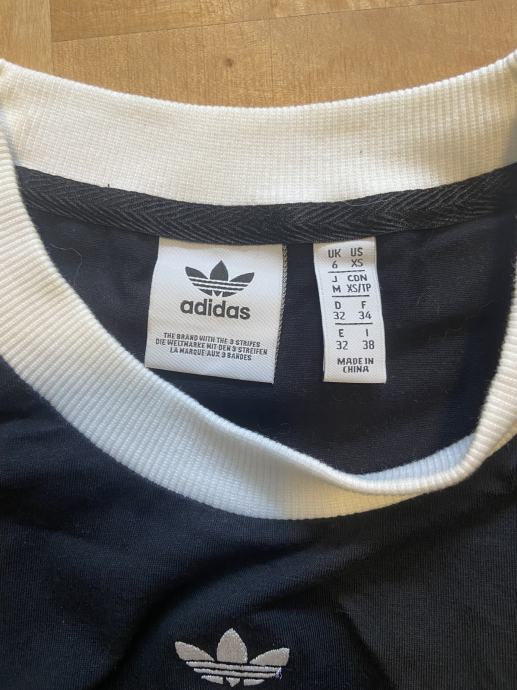 adidas
THE BRAND WITH THE 3 STRIPES
DIE WELTMARKE MIT DEN 3 STREIFEN
LA MARQUE AUX 3 BANDES
UK US
6 XS
J CDN
M XS/TP
D F
32 34
E I
32 38
MADE IN
CHINA